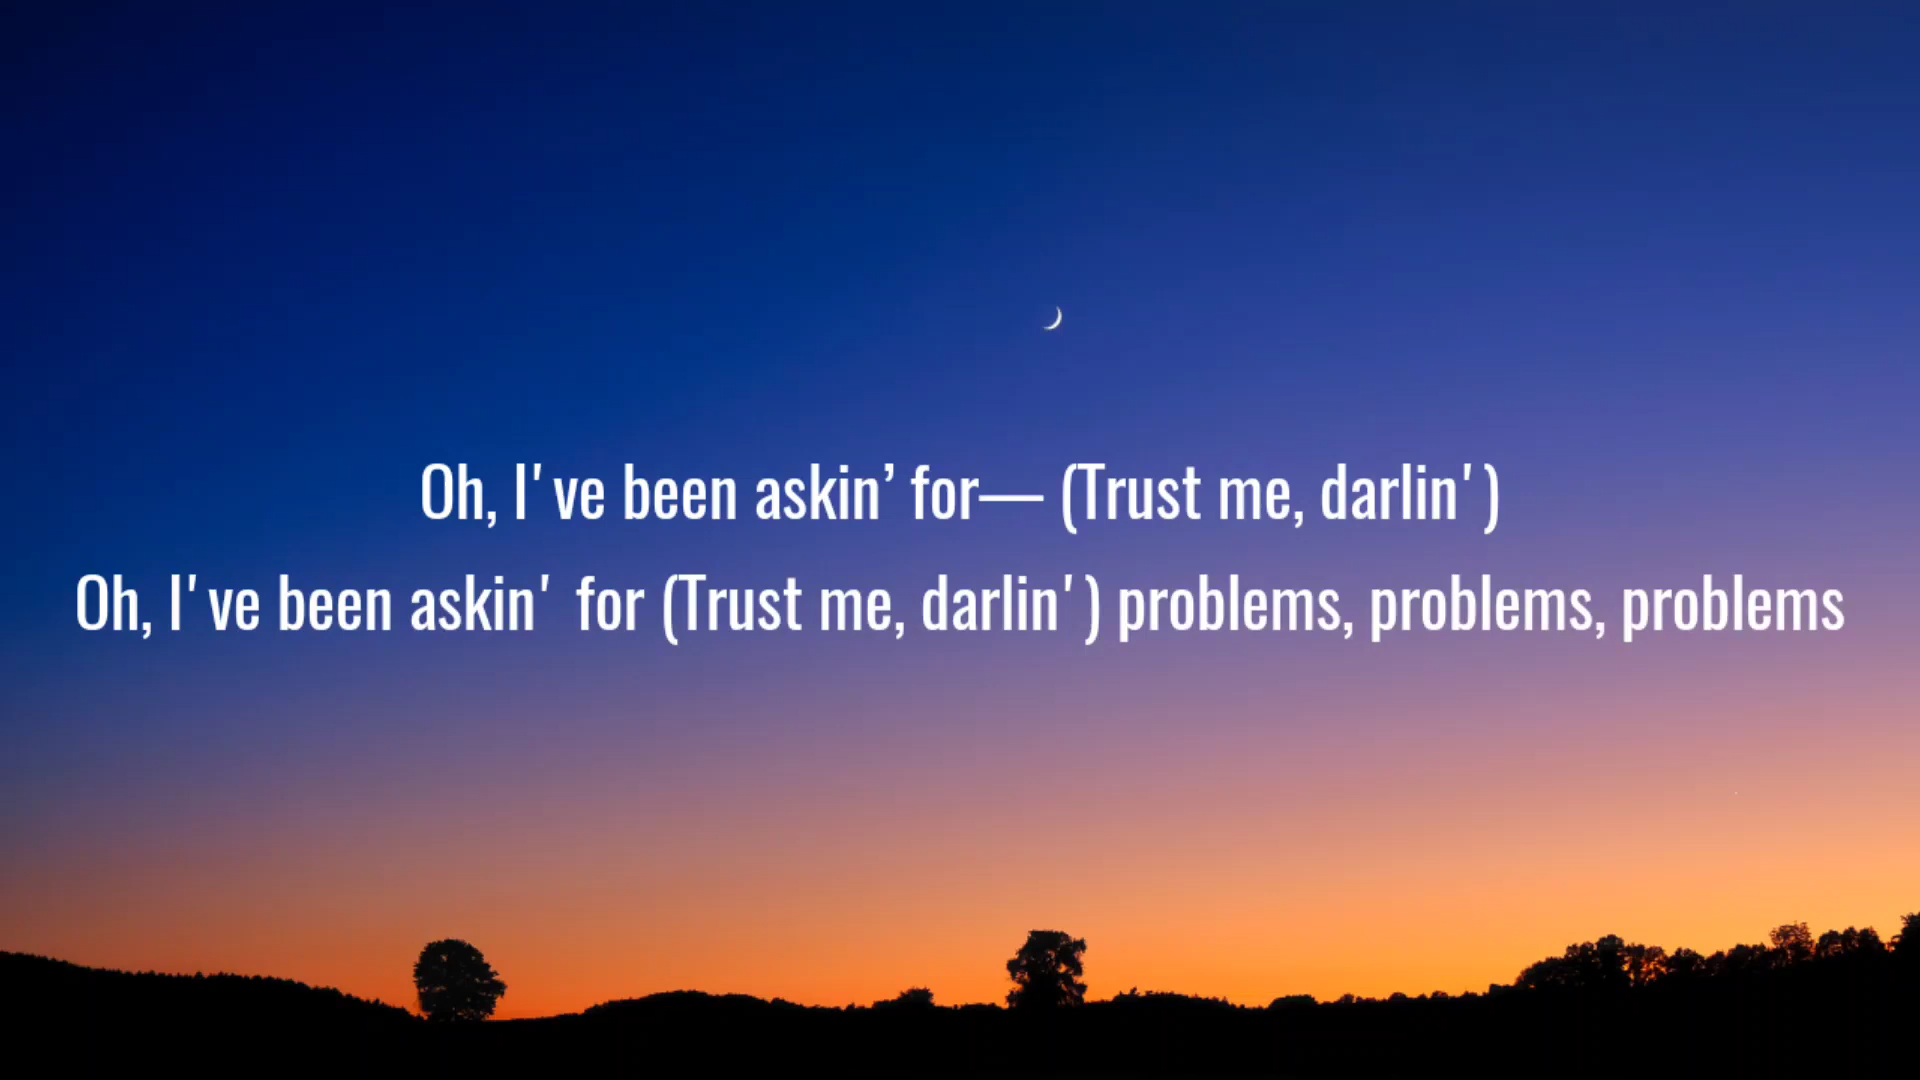 Oh, I've been askin’ for— (Trust me, darlin')
Oh, I've been askin' for (Trust me, darlin') problems, problems, problems